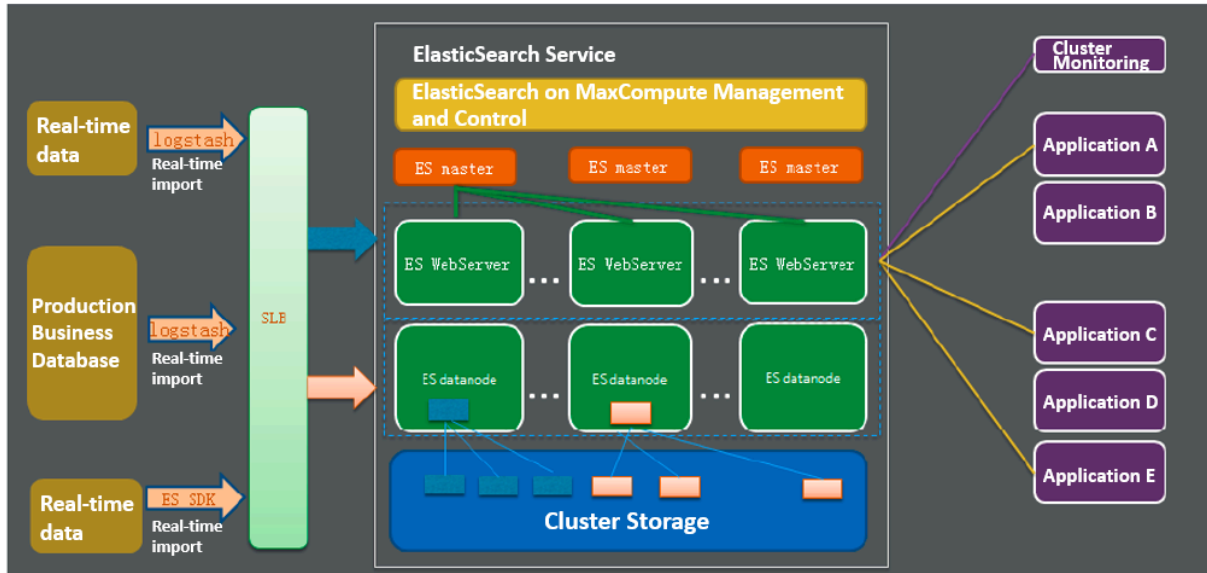 ElasticSearch Service
ElasticSearch on MaxCompute Management
and Control
Real-time
data
logstash
Real-time
import
Production
Business
Database
logstash
Real-time
import
Real-time
data
ES SDK
Real-time
import
SLB
ES master
ES master
ES master
ES WebServer
...
ES WebServer
...
ES WebServer
ES datanode
...
ES datanode
...
ES datanode
Cluster Storage
Cluster
Monitoring
Application A
Application B
Application C
Application D
Application E